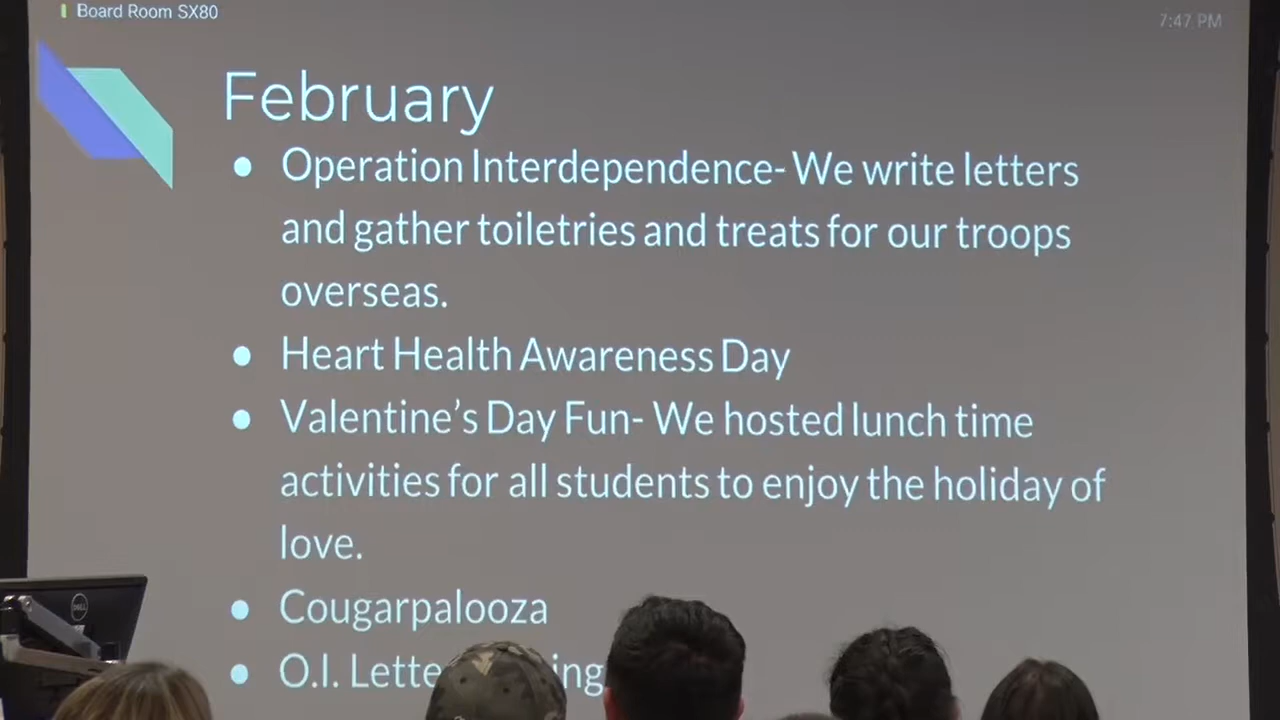 Board Room SX80
7:47 PM
February
● Operation Interdependence- We write letters
and gather toiletries and treats for our troops
overseas.
● Heart Health Awareness Day
● Valentine's Day Fun- We hosted lunch time
activities for all students to enjoy the holiday of
love.
● Cougarpalooza
● O.I.
DELL